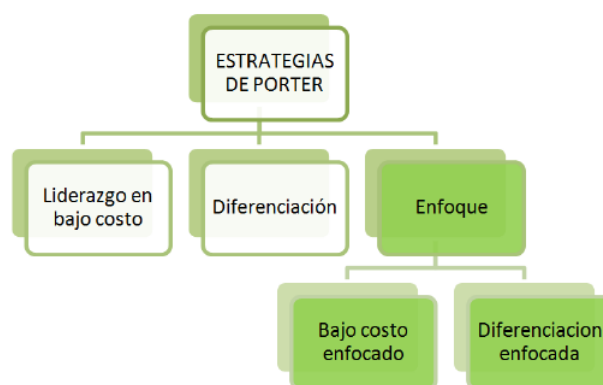 ESTRATEGIAS
DE PORTER
Liderazgo en
bajo costo
Diferenciación
Enfoque
Bajo costo
enfocado
Diferenciacion
enfocada